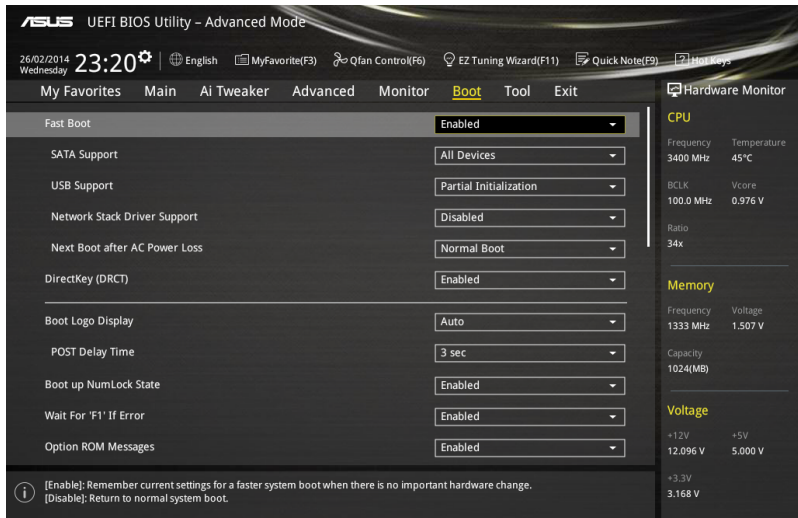 ASUS UEFI BIOS Utility – Advanced Mode
26/02/2014
Wednesday
23:20
English
MyFavorite(F3)
Qfan Control(F6)
EZ Tuning Wizard(F11)
Quick Note(F9)
? Hot Keys
My Favorites Main Ai Tweaker Advanced Monitor Boot Tool Exit
Fast Boot Enabled
SATA Support All Devices
USB Support Partial Initialization
Network Stack Driver Support Disabled
Next Boot after AC Power Loss Normal Boot
DirectKey (DRCT) Enabled
Boot Logo Display Auto
POST Delay Time 3 sec
Boot up NumLock State Enabled
Wait For 'F1' If Error Enabled
Option ROM Messages Enabled
[Enable]: Remember current settings for a faster system boot when there is no important hardware change.
[Disable]: Return to normal system boot.
Hardware Monitor
CPU
Frequency Temperature
3400 MHz 45°C
BCLK Vcore
100.0 MHz 0.976 V
Ratio
34x
Memory
Frequency Voltage
1333 MHz 1.507 V
Capacity
1024(MB)
Voltage
+12V +5V
12.096 V 5.000 V
+3.3V
3.168 V